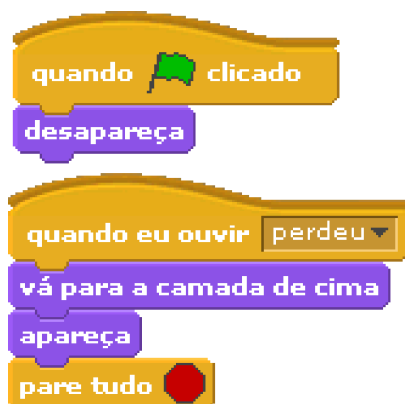 quando clicado
desapareça
quando eu ouvir perdeu
vá para a camada de cima
apareça
pare tudo